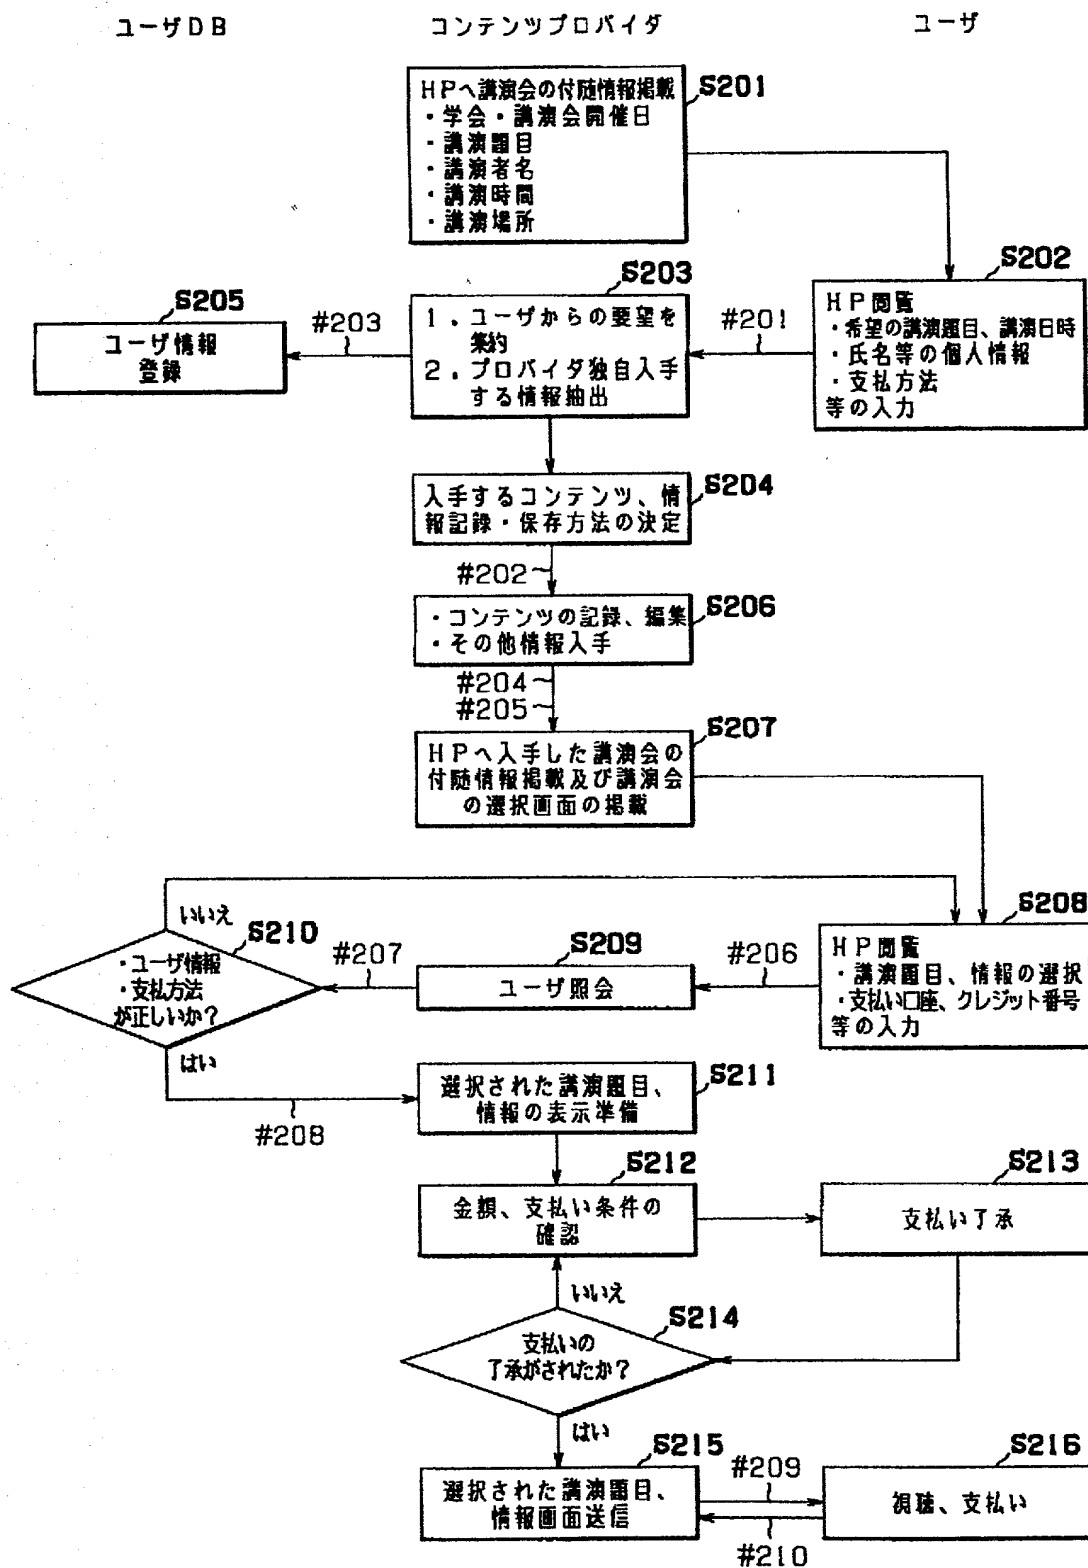 ユーザDB
コンテンツプロバイダ
ユーザ
S201
HPへ講演会の付随情報掲載
・学会・講演会開催日
・講演題目
・講演者名
・講演時間
・講演場所
S202
HP閲覧
・希望の講演題目、講演日時
・氏名等の個人情報
・支払方法
等の入力
#201
S203
1．ユーザからの要望を
集約
2．プロバイダ独自入手
する情報抽出
#203
S205
ユーザ情報
登録
S204
入手するコンテンツ、情
報記録・保存方法の決定
#202
S206
・コンテンツの記録、編集
・その他情報入手
#204
#205
S207
HPへ入手した講演会の
付随情報掲載及び講演会
の選択画面の掲載
S208
HP閲覧
・講演題目、情報の選択
・支払い口座、クレジット番号
等の入力
#206
S209
ユーザ照会
#207
S210
いいえ
・ユーザ情報
・支払方法
が正しいか？
はい
#208
S211
選択された講演題目、
情報の表示準備
S212
金額、支払い条件の
確認
S213
支払い了承
いいえ
S214
支払いの
了承がされたか？
はい
S215
選択された講演題目、
情報画面送信
#209
#210
S216
視聴、支払い